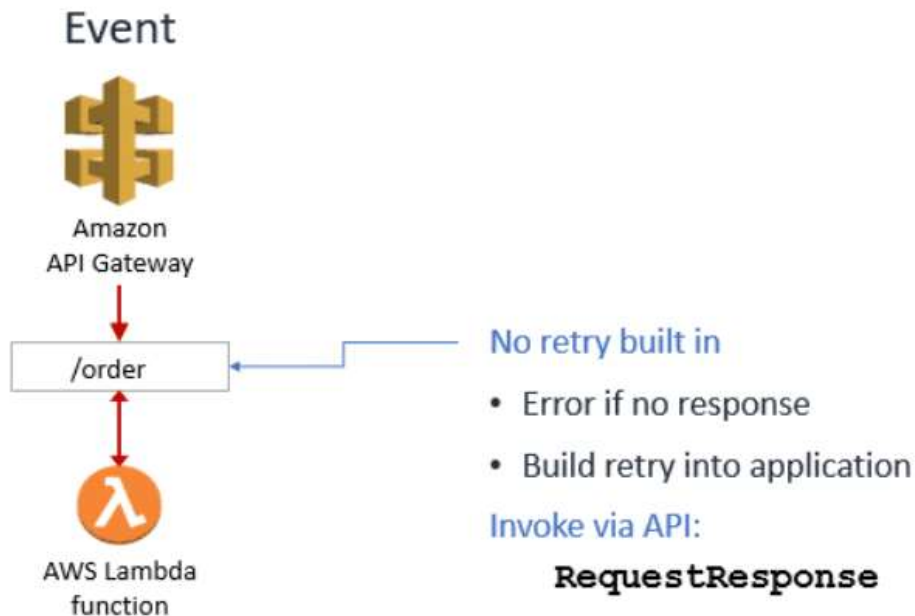 Event
Amazon
API Gateway
/order
AWS Lambda
function
No retry built in
• Error if no response
• Build retry into application
Invoke via API:
RequestResponse